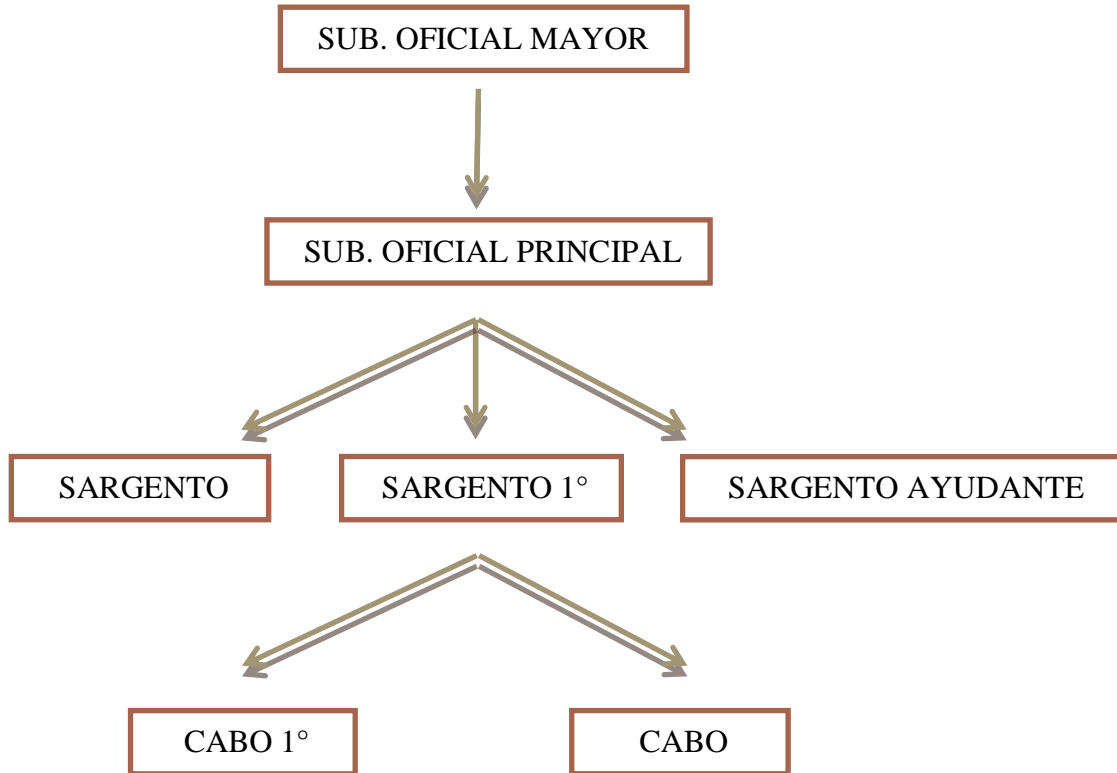 SUB. OFICIAL MAYOR
SUB. OFICIAL PRINCIPAL
SARGENTO
SARGENTO 1°
SARGENTO AYUDANTE
CABO 1°
CABO